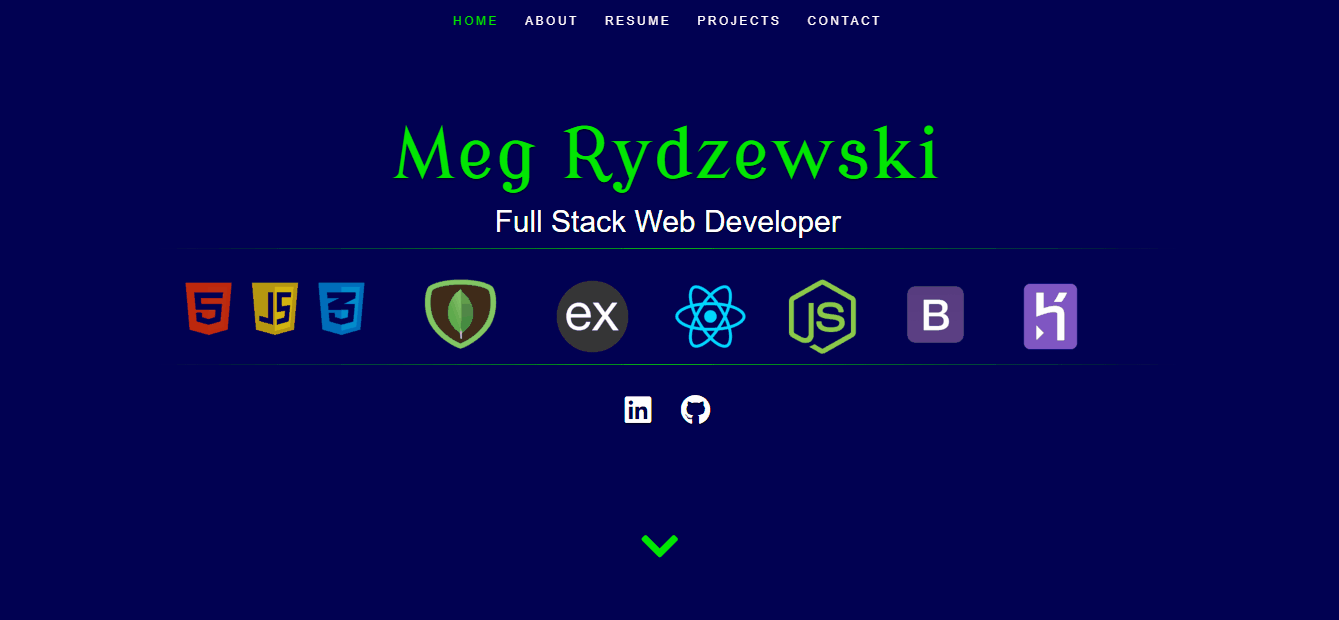 HOME ABOUT RESUME PROJECTS CONTACT
Meg Rydzewski
Full Stack Web Developer
5 JS 3 ex JS B
in